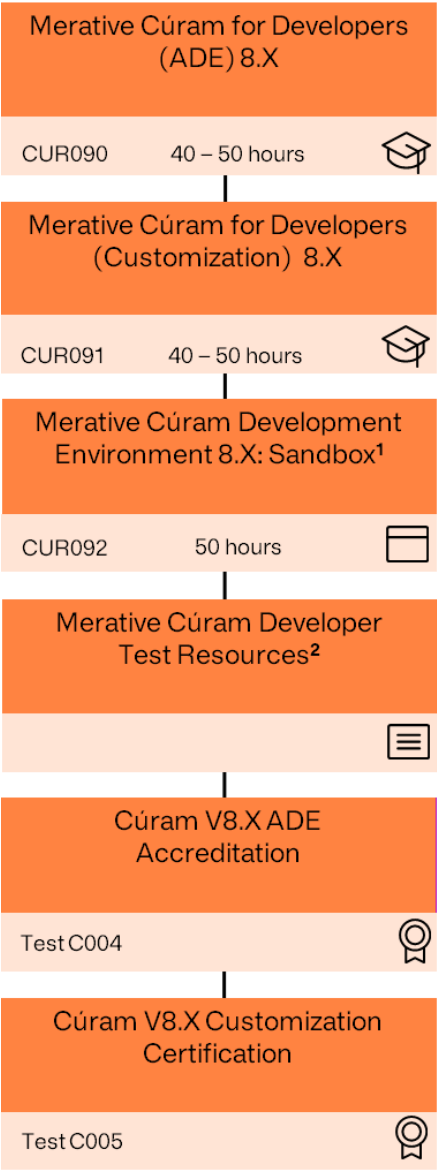 Merative Cúram for Developers
(ADE) 8.X
CUR090 40 – 50 hours
Merative Cúram for Developers
(Customization) 8.X
CUR091 40 – 50 hours
Merative Cúram Development
Environment 8.X: Sandbox¹
CUR092 50 hours
Merative Cúram Developer
Test Resources²
Cúram V8.X ADE
Accreditation
Test C004
Cúram V8.X Customization
Certification
Test C005